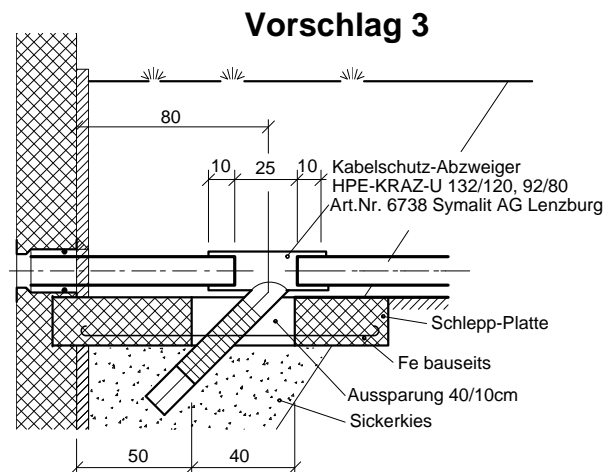 Vorschlag 3
80
10 25 10
Kabelschutz-Abzweiger
HPE-KRAZ-U 132/120, 92/80
Art.Nr. 6738 Symalit AG Lenzburg
Schlepp-Platte
Fe bauseits
Aussparung 40/10cm
Sickerkies
50 40